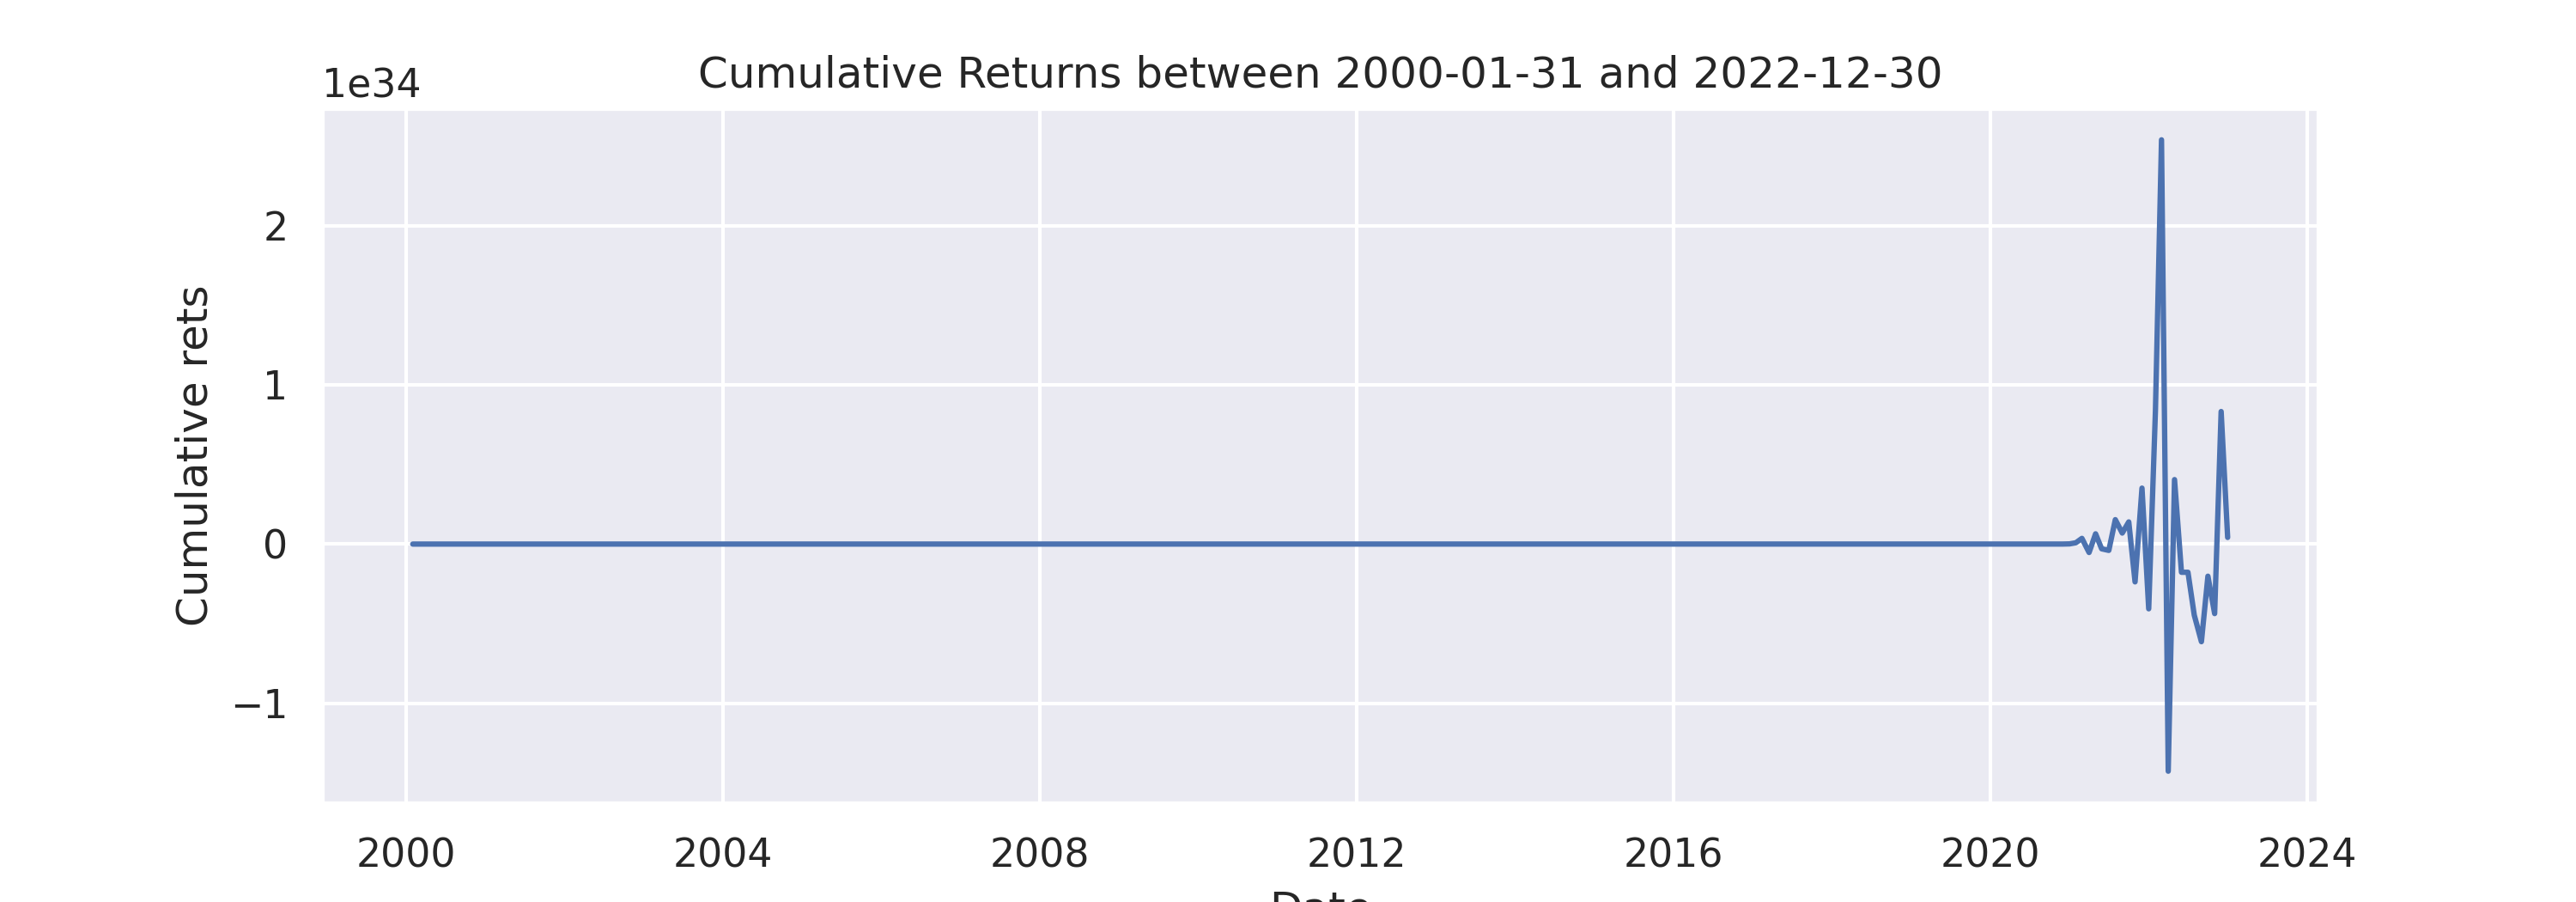 Cumulative Returns between 2000-01-31 and 2022-12-30
1e34
2
1
0
−1
Cumulative rets
2000 2004 2008 2012 2016 2020 2024
Date